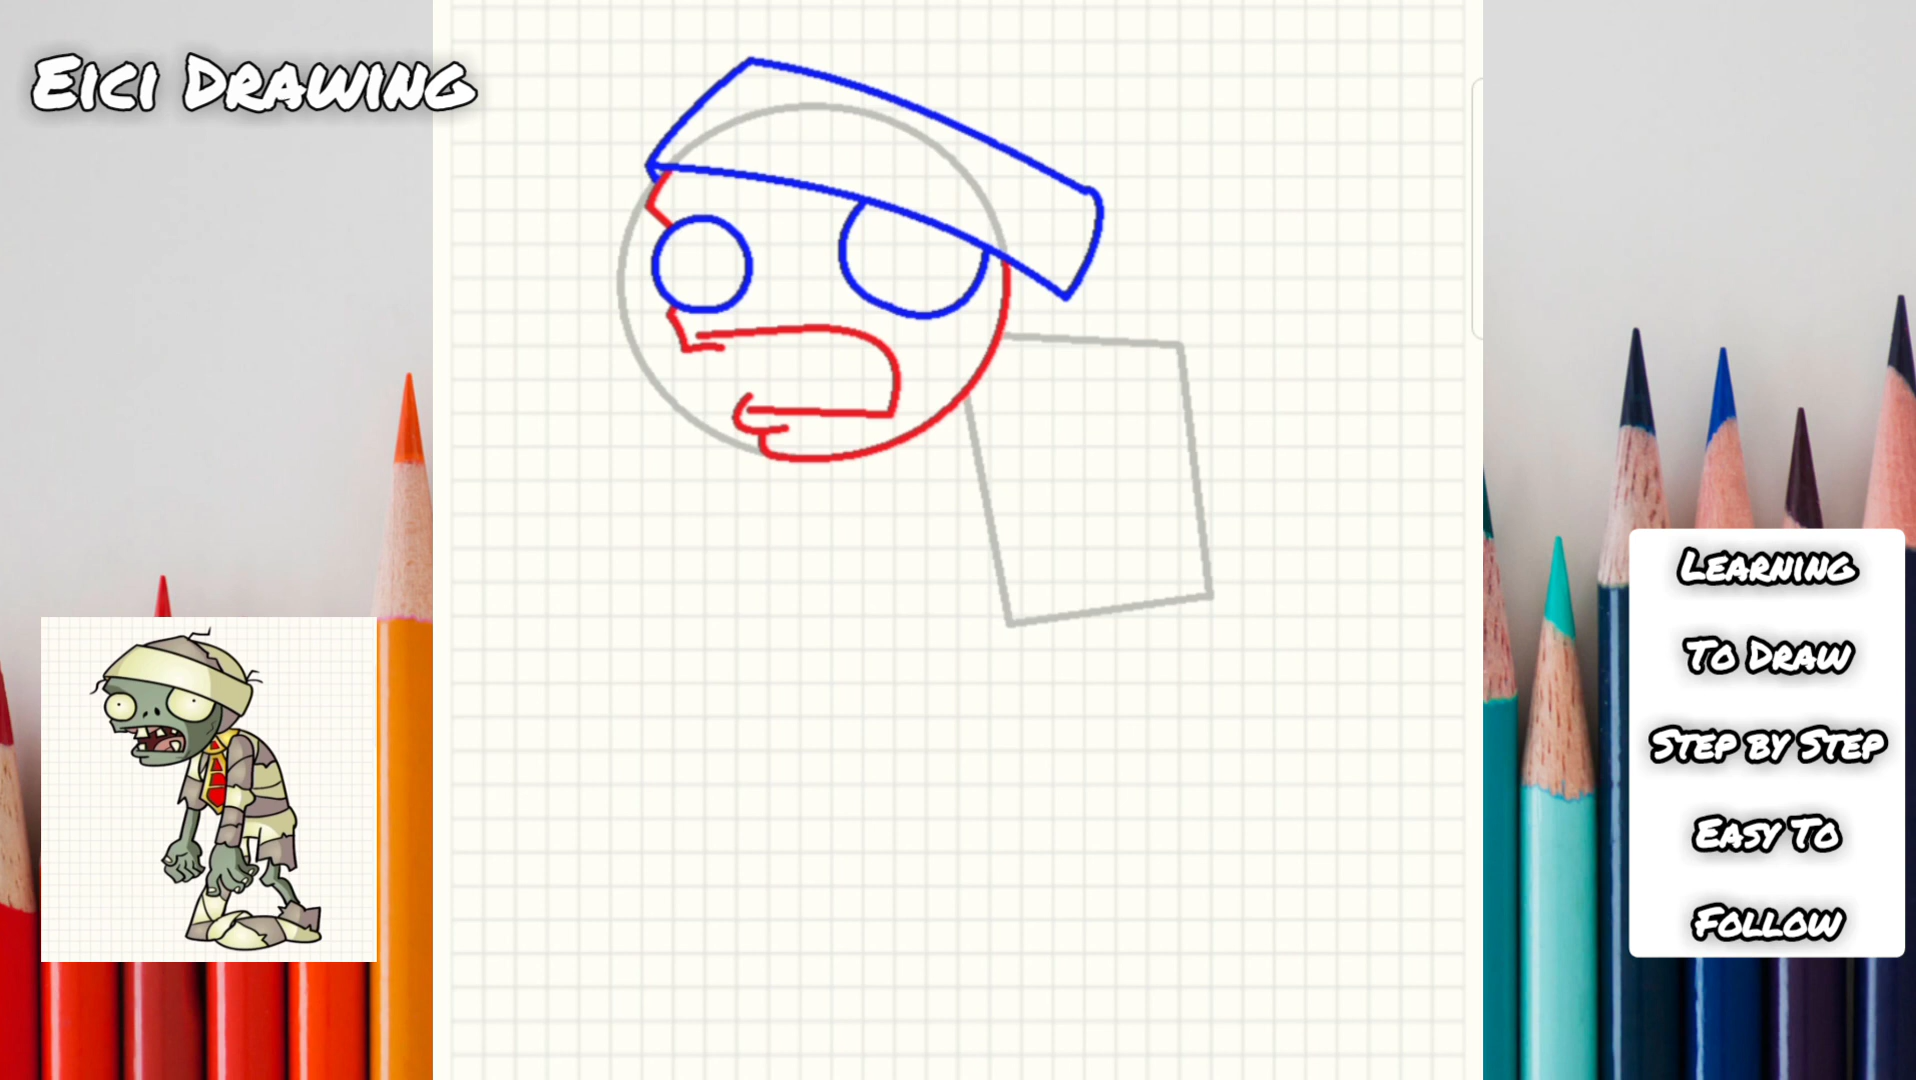 Eici Drawing
Learning
To Draw
Step by Step
Easy To
Follow